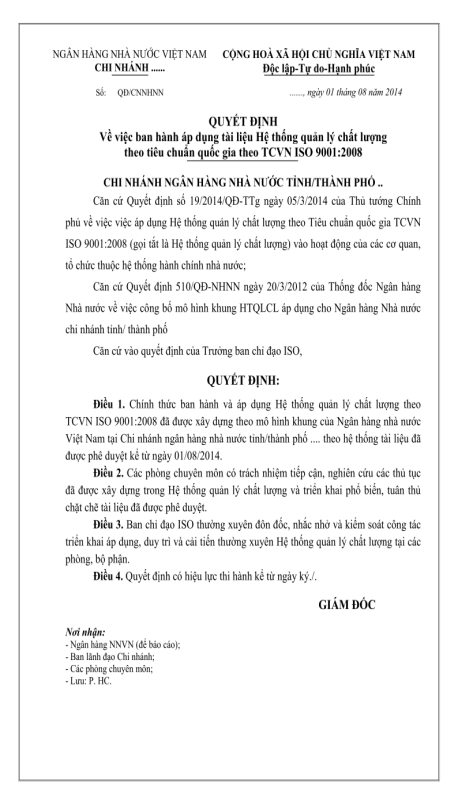 NGÂN HÀNG NHÀ NƯỚC VIỆT NAM
CHI NHÁNH ......
CỘNG HOÀ XÃ HỘI CHỦ NGHĨA VIỆT NAM
Độc lập-Tự do-Hạnh phúc
Số: QĐ/CNNHNN
......, ngày 01 tháng 08 năm 2014
QUYẾT ĐỊNH
Về việc ban hành áp dụng tài liệu Hệ thống quản lý chất lượng
theo tiêu chuẩn quốc gia theo TCVN ISO 9001:2008
CHI NHÁNH NGÂN HÀNG NHÀ NƯỚC TỈNH/THÀNH PHỐ ..
Căn cứ Quyết định số 19/2014/QĐ-TTg ngày 05/3/2014 của Thủ tướng Chính
phủ về việc việc áp dụng Hệ thống quản lý chất lượng theo Tiêu chuẩn quốc gia TCVN
ISO 9001:2008 (gọi tắt là Hệ thống quản lý chất lượng) vào hoạt động của các cơ quan,
tổ chức thuộc hệ thống hành chính nhà nước;
Căn cứ Quyết định 510/QĐ-NHNN ngày 20/3/2012 của Thống đốc Ngân hàng
Nhà nước về việc công bố mô hình khung HTQLCL áp dụng cho Ngân hàng Nhà nước
chi nhánh tỉnh/ thành phố
Căn cứ vào quyết định của Trưởng ban chỉ đạo ISO,
QUYẾT ĐỊNH:
Điều 1. Chính thức ban hành và áp dụng Hệ thống quản lý chất lượng theo
TCVN ISO 9001:2008 đã được xây dựng theo mô hình khung của Ngân hàng nhà nước
Việt Nam tại Chi nhánh ngân hàng nhà nước tỉnh/thành phố .... theo hệ thống tài liệu đã
được phê duyệt kể từ ngày 01/08/2014.
Điều 2. Các phòng chuyên môn có trách nhiệm tiếp cận, nghiên cứu các thủ tục
đã được xây dựng trong Hệ thống quản lý chất lượng và triển khai phổ biến, tuân thủ
chặt chẽ tài liệu đã được phê duyệt.
Điều 3. Ban chỉ đạo ISO thường xuyên đôn đốc, nhắc nhở và kiểm soát công tác
triển khai áp dụng, duy trì và cải tiến thường xuyên Hệ thống quản lý chất lượng tại các
phòng, bộ phận.
Điều 4. Quyết định có hiệu lực thi hành kể từ ngày ký./.
GIÁM ĐỐC
Nơi nhận:
- Ngân hàng NNVN (để báo cáo);
- Ban lãnh đạo Chi nhánh;
- Các phòng chuyên môn;
- Lưu: P. HC.